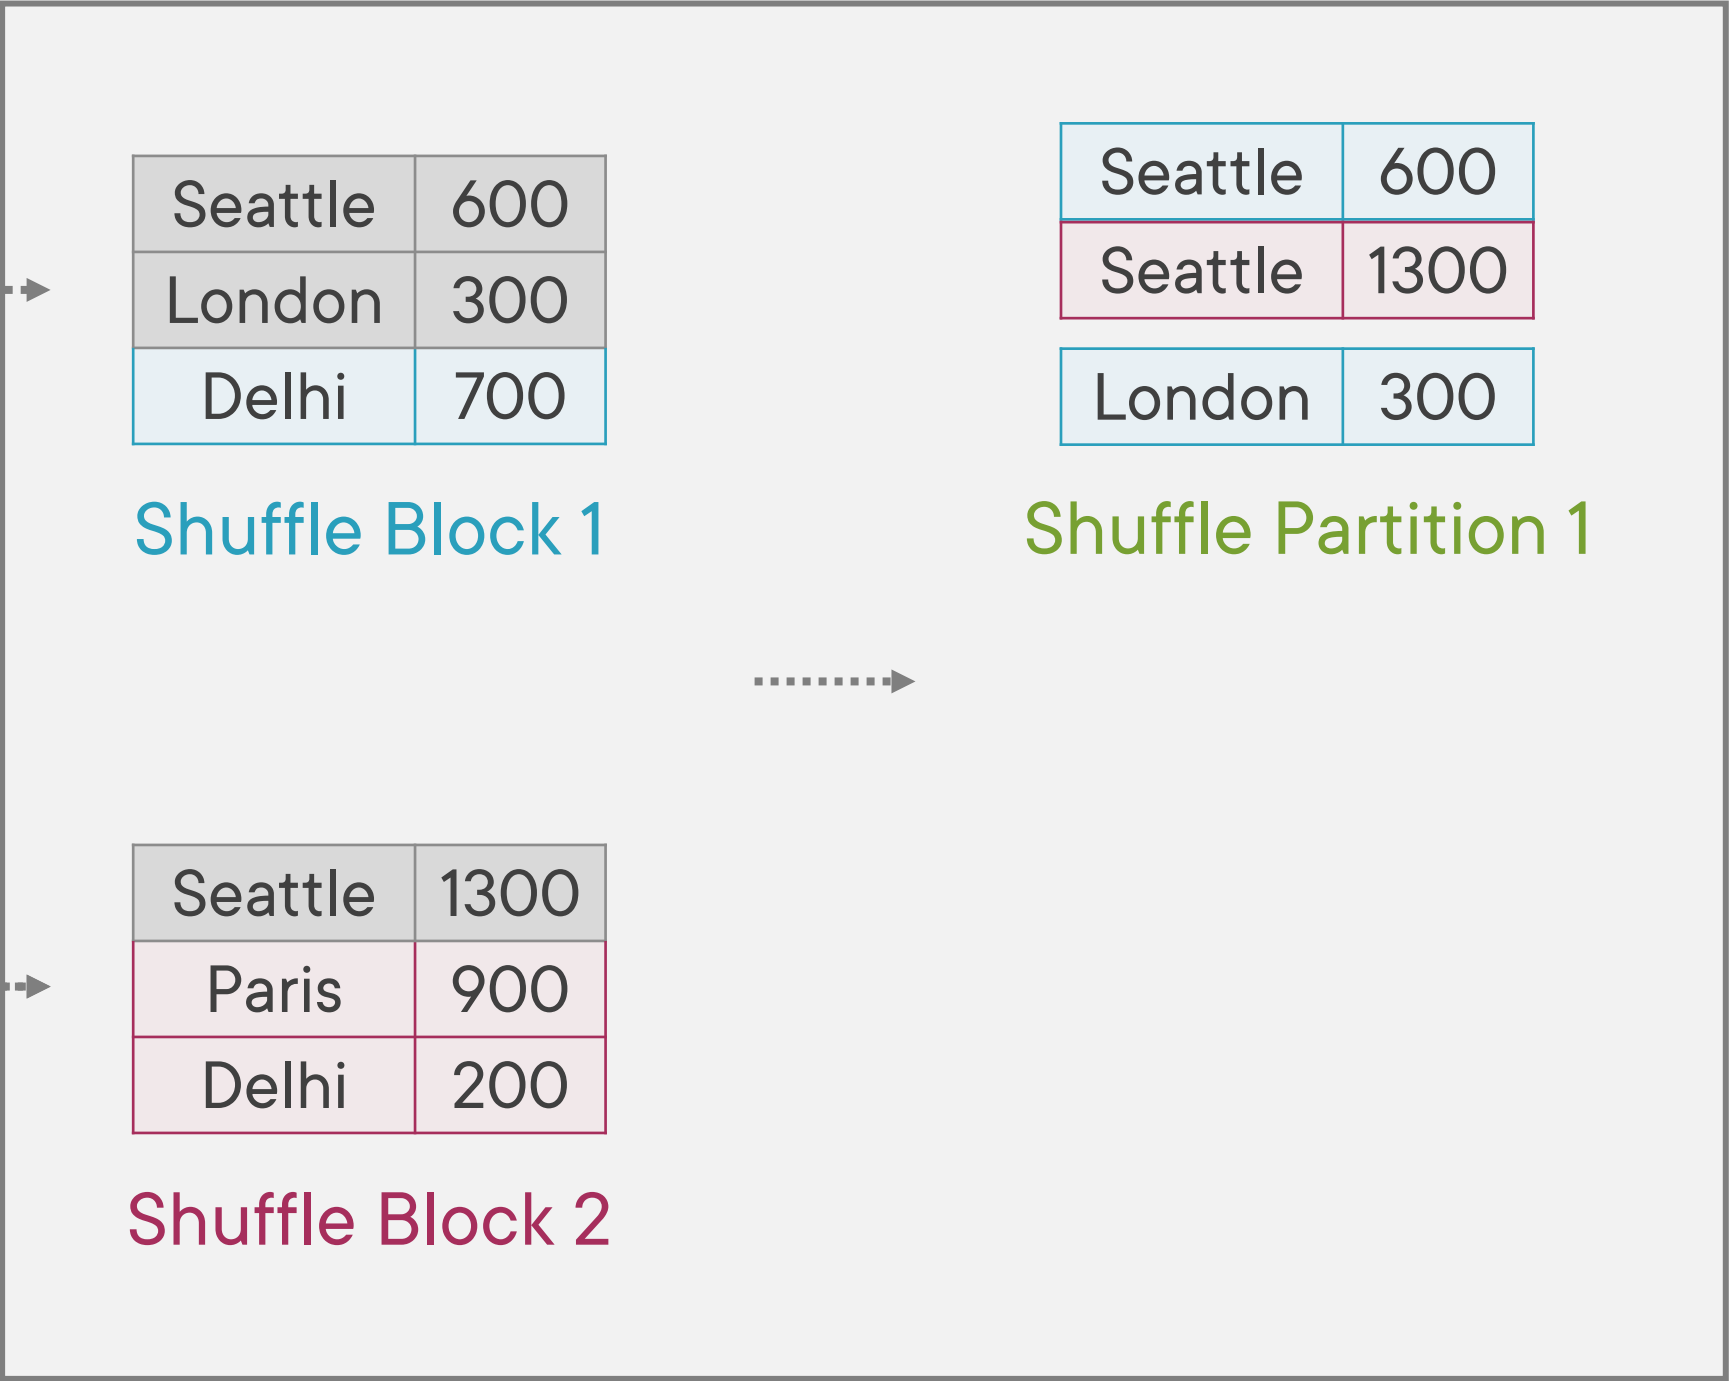 Seattle 600
London 300
Delhi 700
Shuffle Block 1
Seattle 1300
Paris 900
Delhi 200
Shuffle Block 2
Seattle 600
Seattle 1300
London 300
Shuffle Partition 1